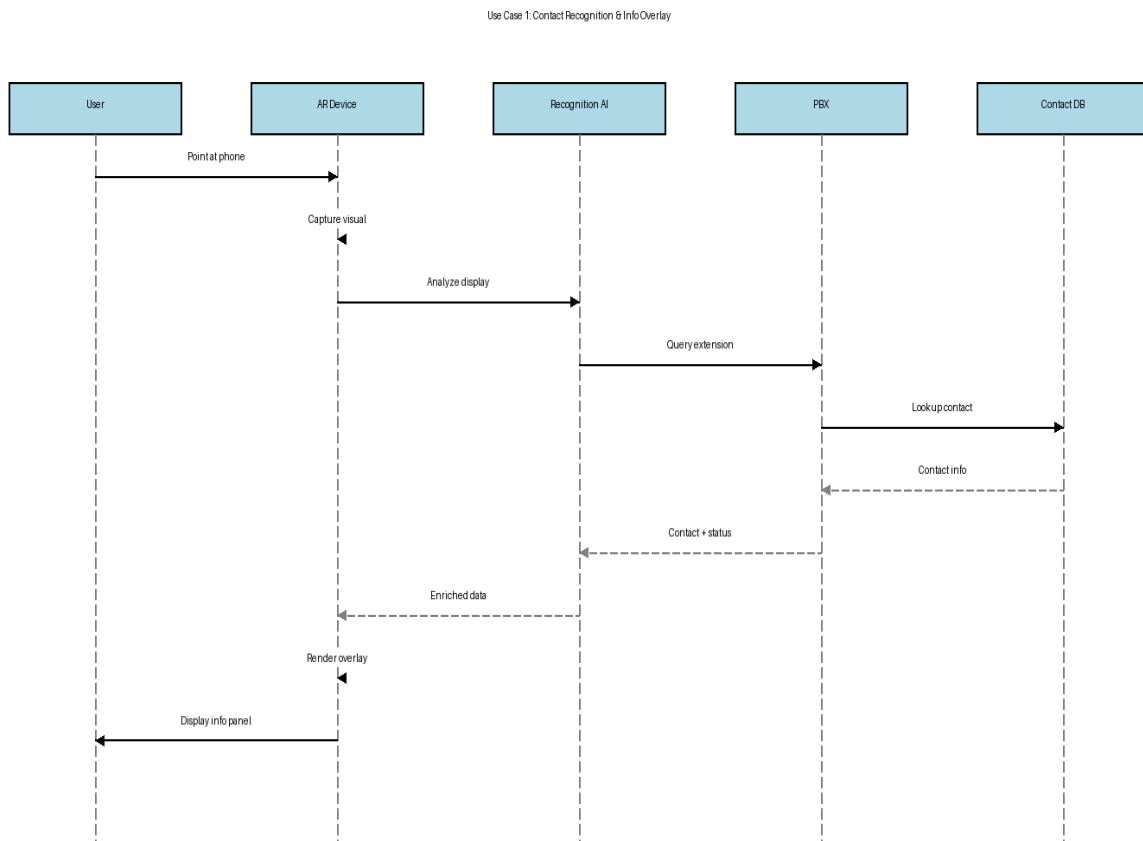 Use Case 1: Contact Recognition & Info Overlay
User
AR Device
Recognition AI
PBX
Contact DB
Point at phone
Capture visual
Analyze display
Query extension
Lookup contact
Contact info
Contact + status
Enriched data
Render overlay
Display info panel